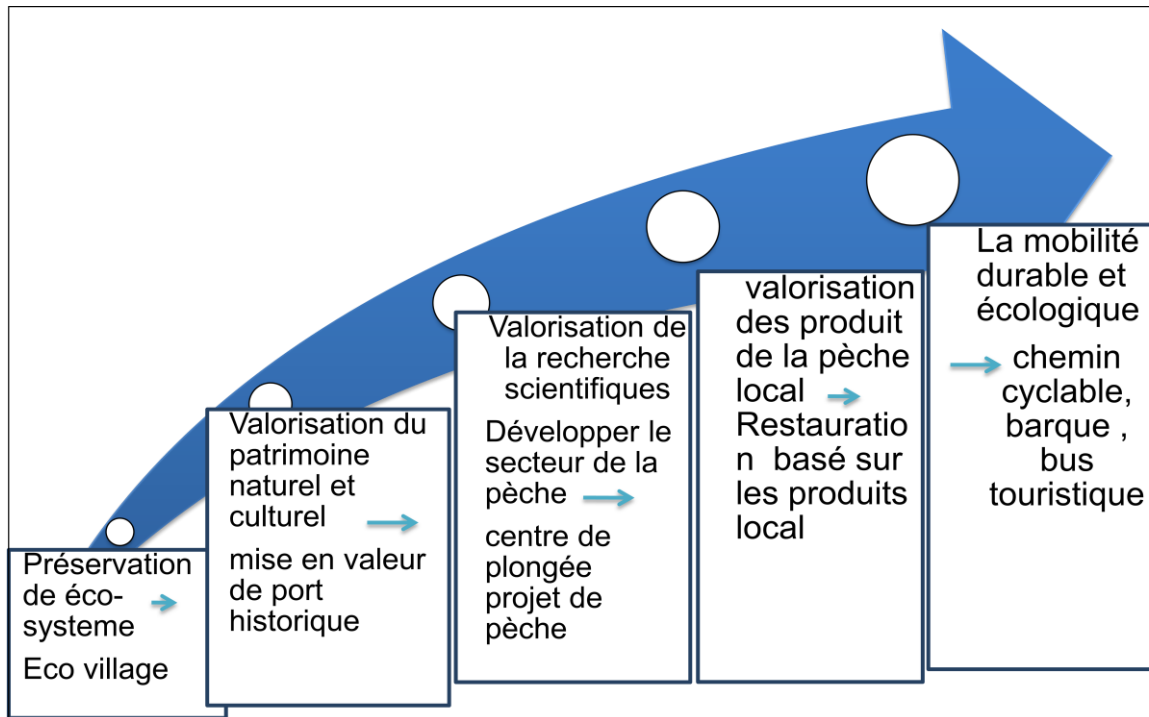 Préservation
de éco-
systeme
Eco village
Valorisation du
patrimoine
naturel et
culturel
mise en valeur
de port
historique
Valorisation de
la recherche
scientifiques
Développer le
secteur de la
pèche
centre de
plongée
projet de
pèche
valorisation
des produit
de la pèche
local
Restauratio
n basé sur
les produits
local
La mobilité
durable et
écologique
chemin
cyclable,
barque ,
bus
touristique